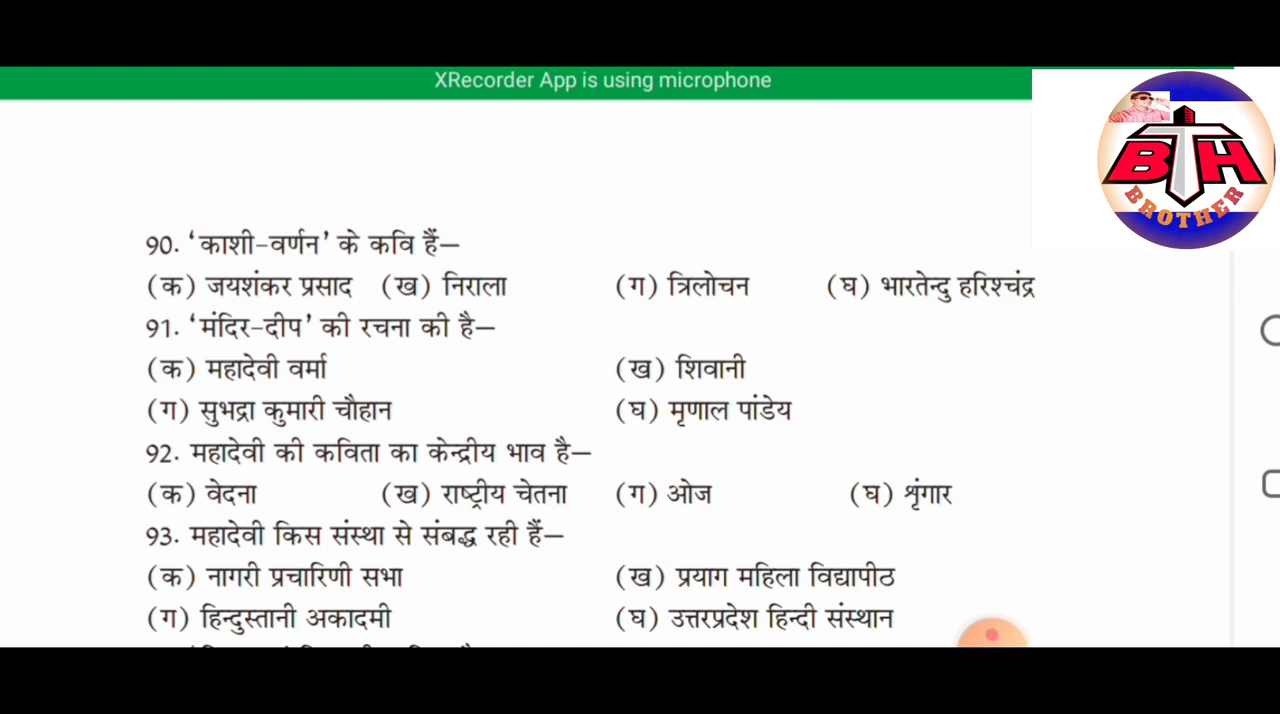 XRecorder App is using microphone
BTH
BROTHER
90. ‘काशी-वर्णन’ के कवि हैं—
(क) जयशंकर प्रसाद (ख) निराला (ग) त्रिलोचन (घ) भारतेन्दु हरिश्चंद्र
91. ‘मंदिर-दीप’ की रचना की है—
(क) महादेवी वर्मा (ख) शिवानी
(ग) सुभद्रा कुमारी चौहान (घ) मृणाल पांडेय
92. महादेवी की कविता का केन्द्रीय भाव है—
(क) वेदना (ख) राष्ट्रीय चेतना (ग) ओज (घ) श्रृंगार
93. महादेवी किस संस्था से संबद्ध रही हैं—
(क) नागरी प्रचारिणी सभा (ख) प्रयाग महिला विद्यापीठ
(ग) हिन्दुस्तानी अकादमी (घ) उत्तरप्रदेश हिन्दी संस्थान